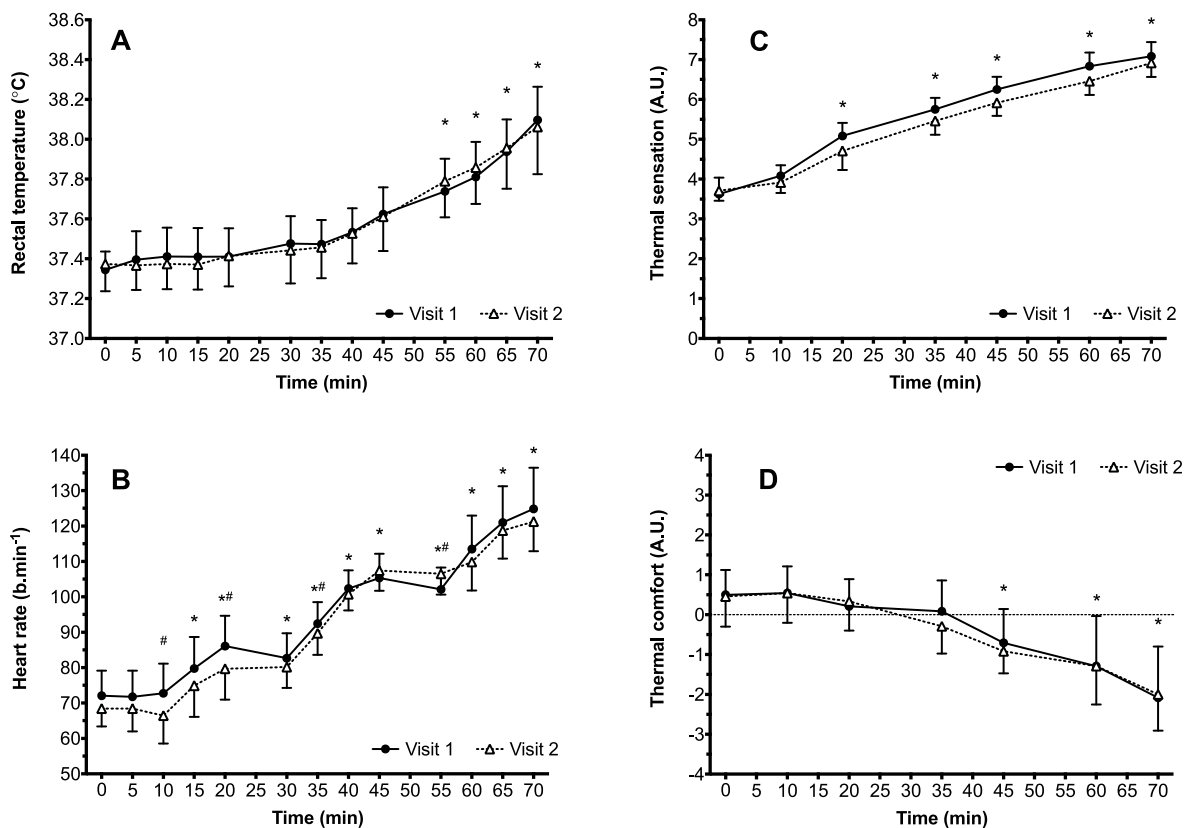 A
Rectal temperature (°C)
38.6
38.4
38.2
38.0
37.8
37.6
37.4
37.2
37.0
* * * *
Visit 1 Visit 2
0 5 10 15 20 30 35 40 45 55 60 65 70
Time (min)
C
Thermal sensation (A.U.)
8
7
6
5
4
3
2
1
0
* * * * *
Visit 1 Visit 2
0 5 10 15 20 25 30 35 40 45 50 55 60 65 70
Time (min)
B
Heart rate (b.min-1)
140
130
120
110
100
90
80
70
60
50
# * *# * *# * * *# * * *
Visit 1 Visit 2
0 5 10 15 20 30 35 40 45 55 60 65 70
Time (min)
D
Thermal comfort (A.U.)
4
3
2
1
0
-1
-2
-3
-4
Visit 1 Visit 2
* * *
0 5 10 15 20 25 30 35 40 45 50 55 60 65 70
Time (min)